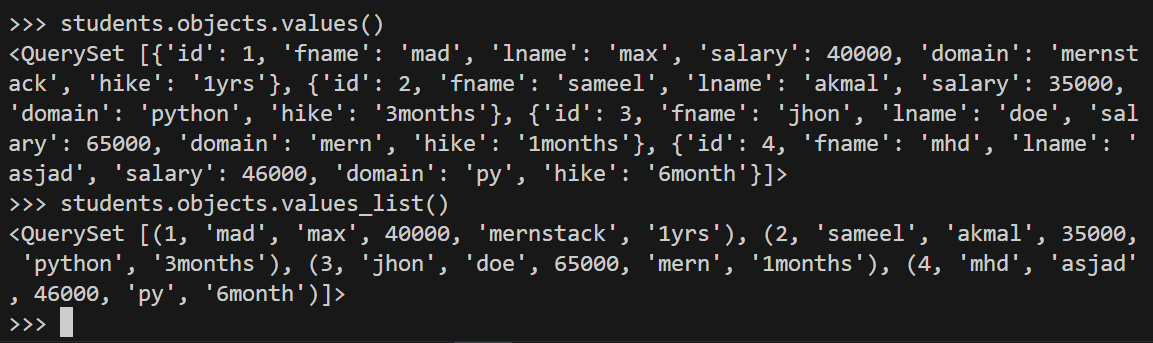 >>> students.objects.values()
<QuerySet [{'id': 1, 'fname': 'mad', 'lname': 'max', 'salary': 40000, 'domain': 'mernst
ack', 'hike': '1yrs'}, {'id': 2, 'fname': 'sameel', 'lname': 'akmal', 'salary': 35000,
'domain': 'python', 'hike': '3months'}, {'id': 3, 'fname': 'jhon', 'lname': 'doe', 'sal
ary': 65000, 'domain': 'mern', 'hike': '1months'}, {'id': 4, 'fname': 'mhd', 'lname': '
asjad', 'salary': 46000, 'domain': 'py', 'hike': '6month'}]>
>>> students.objects.values_list()
<QuerySet [(1, 'mad', 'max', 40000, 'mernstack', '1yrs'), (2, 'sameel', 'akmal', 35000,
 'python', '3months'), (3, 'jhon', 'doe', 65000, 'mern', '1months'), (4, 'mhd', 'asjad'
, 46000, 'py', '6month')]>
>>>